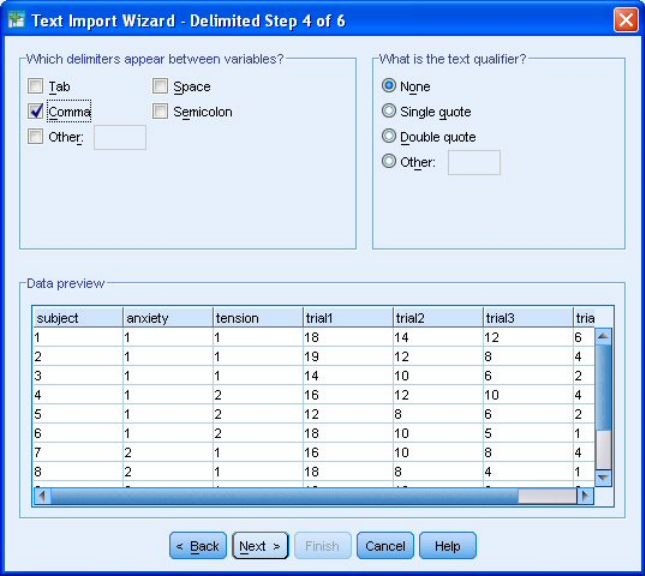 Text Import Wizard - Delimited Step 4 of 6
Which delimiters appear between variables?
Tab
Space
Comma
Semicolon
Other:
What is the text qualifier?
None
Single quote
Double quote
Other:
Data preview
subject anxiety tension trial1 trial2 trial3 tria
1 1 1 18 14 12 6
2 1 1 19 12 8 4
3 1 1 14 10 6 2
4 1 2 16 12 10 4
5 1 2 12 8 6 2
6 1 2 18 10 5 1
7 2 1 16 10 8 4
8 2 1 18 8 4 1
< Back Next > Finish Cancel Help